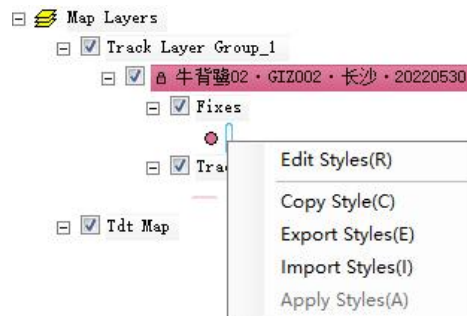 Map Layers
Track Layer Group_1
牛背鹭02·GIZ002·长沙·20220530
Fixes
Edit Styles(R)
Tra
Copy Style(C)
Tdt Map
Export Styles(E)
Import Styles(I)
Apply Styles(A)